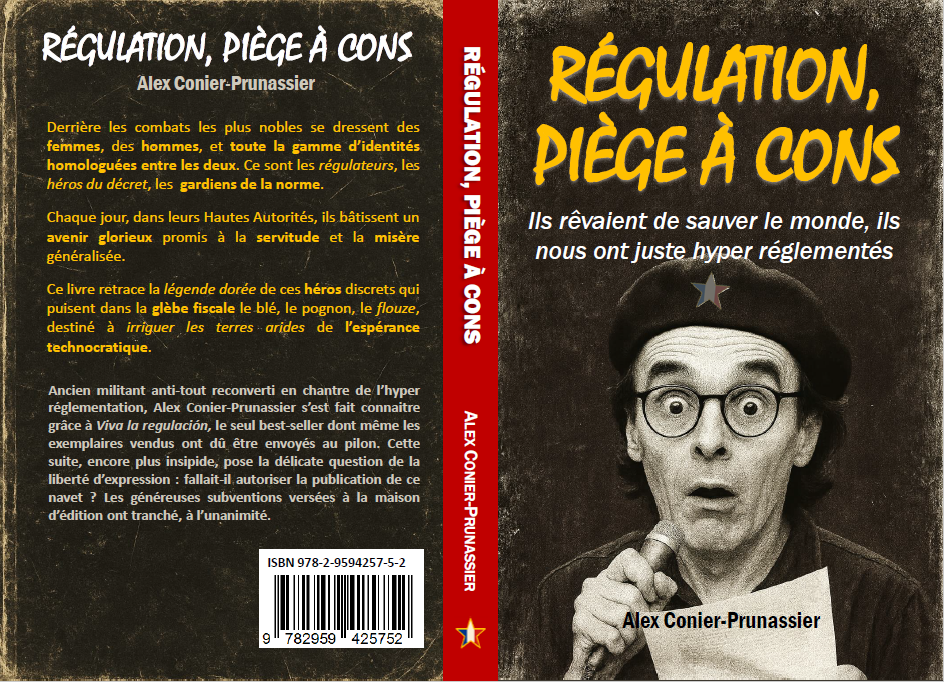 RÉGULATION, PIÈGE À CONS
Alex Conier-Prunassier
Derrière les combats les plus nobles se dressent des
femmes, des hommes, et toute la gamme d’identités
homologuées entre les deux. Ce sont les régulateurs, les
héros du décret, les gardiens de la norme.
Chaque jour, dans leurs Hautes Autorités, ils bâtissent un
avenir glorieux promis à la servitude et la misère
généralisée.
Ce livre retrace la légende dorée de ces héros discrets qui
puisent dans la glèbe fiscale le blé, le pognon, le flouze,
destiné à irriguer les terres arides de l’espérance
technocratique.
Ancien militant anti-tout reconverti en chantre de l’hyper
réglementation, Alex Conier-Prunassier s’est fait connaitre
grâce à Viva la regulación, le seul best-seller dont même les
exemplaires vendus ont dû être envoyés au pilon. Cette
suite, encore plus insipide, pose la délicate question de la
liberté d’expression : fallait-il autoriser la publication de ce
navet ? Les généreuses subventions versées à la maison
d’édition ont tranché, à l’unanimité.
ISBN 978-2-9594257-5-2
9 782959 425752
RÉGULATION, PIÈGE À CONS
ALEX CONIER-PRUNASSIER
RÉGULATION,
PIÈGE À CONS
Ils rêvaient de sauver le monde, ils
nous ont juste hyper réglementés
Alex Conier-Prunassier